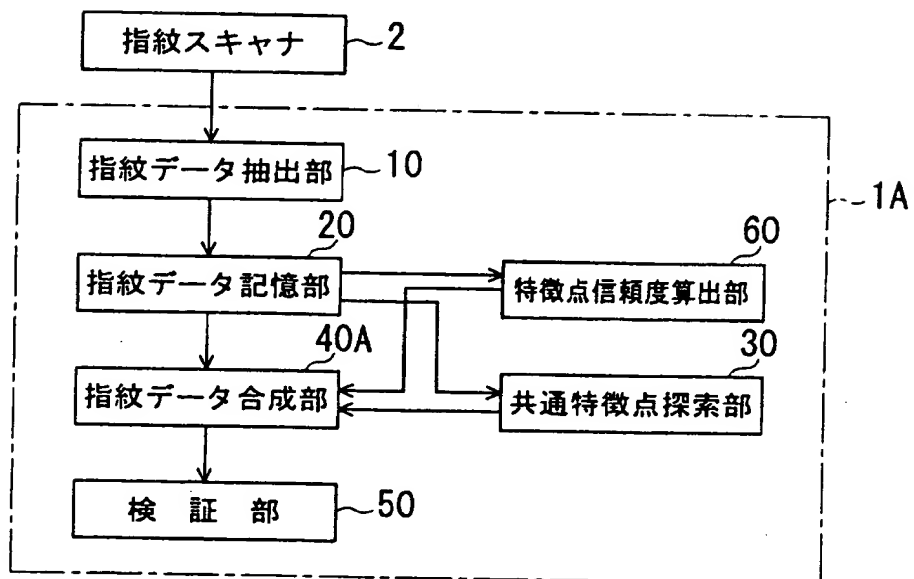 指紋スキャナ
2
指紋データ抽出部
10
1A
20
指紋データ記憶部
60
特徴点信頼度算出部
40A
指紋データ合成部
30
共通特徴点探索部
検 証 部
50